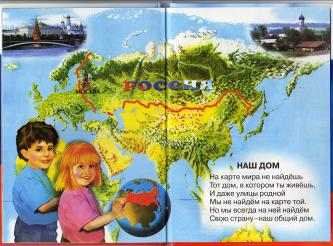 РОССИЯ
МОСКВА
НАШ ДОМ
На карте мира не найдёшь
Тот дом, в котором ты живёшь,
И даже улицы родной
Мы не найдём на карте той.
Но мы всегда на ней найдём
Свою страну - наш общий дом.